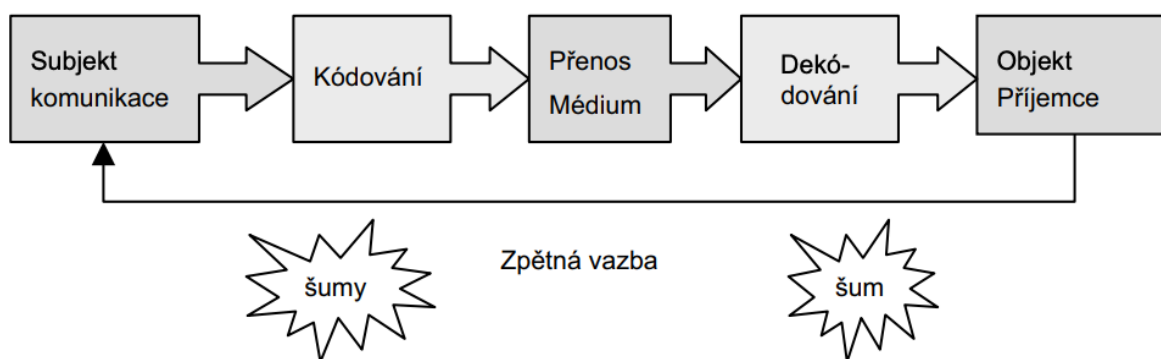 Subjekt
komunikace
Kódování
Přenos
Médium
Dekó-
dování
Objekt
Příjemce
Zpětná vazba
šumy
šum